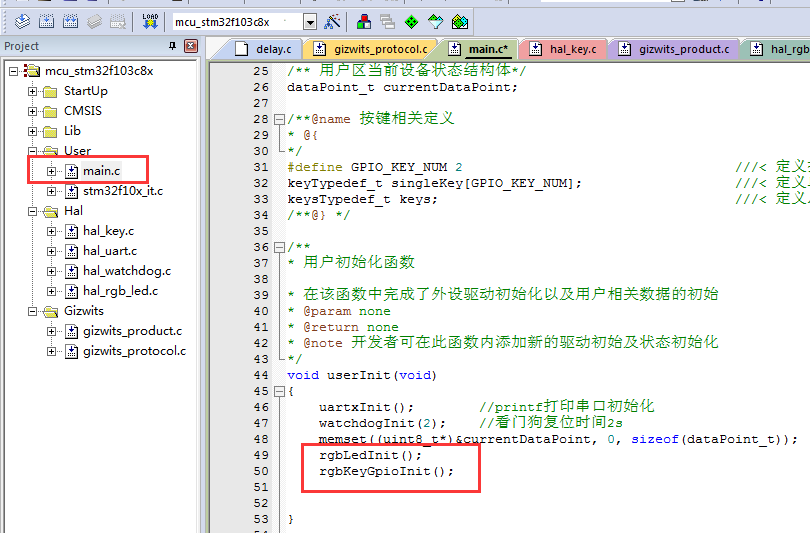 mcu_stm32f103c8x
Project
mcu_stm32f103c8x
StartUp
CMSIS
Lib
User
main.c
stm32f10x_it.c
Hal
hal_key.c
hal_uart.c
hal_watchdog.c
hal_rgb_led.c
Gizwits
gizwits_product.c
gizwits_protocol.c
delay.c gizwits_protocol.c main.c* hal_key.c gizwits_product.c hal_rgb
25 /** 用户区当前设备状态结构体*/
26 dataPoint_t currentDataPoint;
27
28 /**@name 按键相关定义
29 * @{
30 */
31 #define GPIO_KEY_NUM 2 ///< 定义
32 keyTypedef_t singleKey[GPIO_KEY_NUM]; ///< 定义
33 keysTypedef_t keys; ///< 定义
34 /**@} */
35
36 /**
37 * 用户初始化函数
38
39 * 在该函数中完成了外设驱动初始化以及用户相关数据的初始
40 * @param none
41 * @return none
42 * @note 开发者可在此函数内添加新的驱动初始及状态初始化
43 */
44 void userInit(void)
45 {
46 uartxInit(); //printf打印串口初始化
47 watchdogInit(2); //看门狗复位时间2s
48 memset((uint8_t*)&currentDataPoint, 0, sizeof(dataPoint_t));
49 rgbLedInit();
50 rgbKeyGpioInit();
51
52
53 }